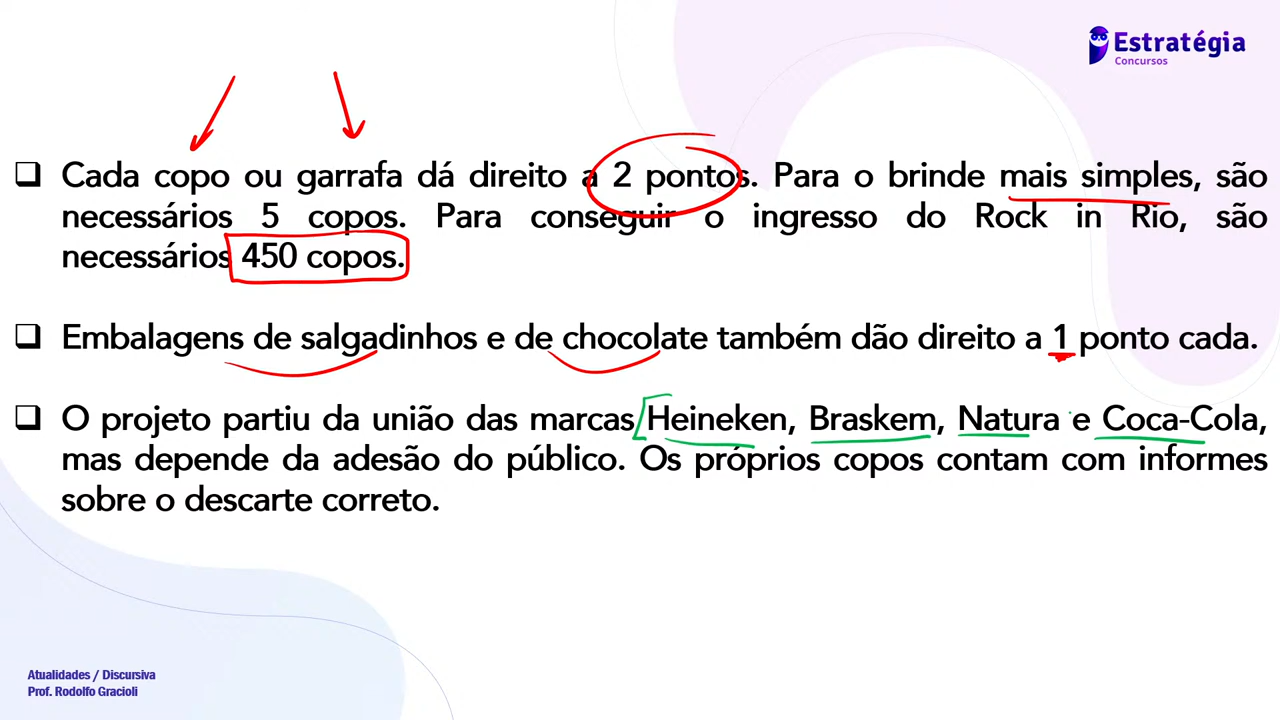 Estratégia
Concursos
❑ Cada copo ou garrafa dá direito a 2 pontos. Para o brinde mais simples, são
necessários 5 copos. Para conseguir o ingresso do Rock in Rio, são
necessários 450 copos.
❑ Embalagens de salgadinhos e de chocolate também dão direito a 1 ponto cada.
❑ O projeto partiu da união das marcas Heineken, Braskem, Natura e Coca-Cola,
mas depende da adesão do público. Os próprios copos contam com informes
sobre o descarte correto.
Atualidades / Discursiva
Prof. Rodolfo Gracioli